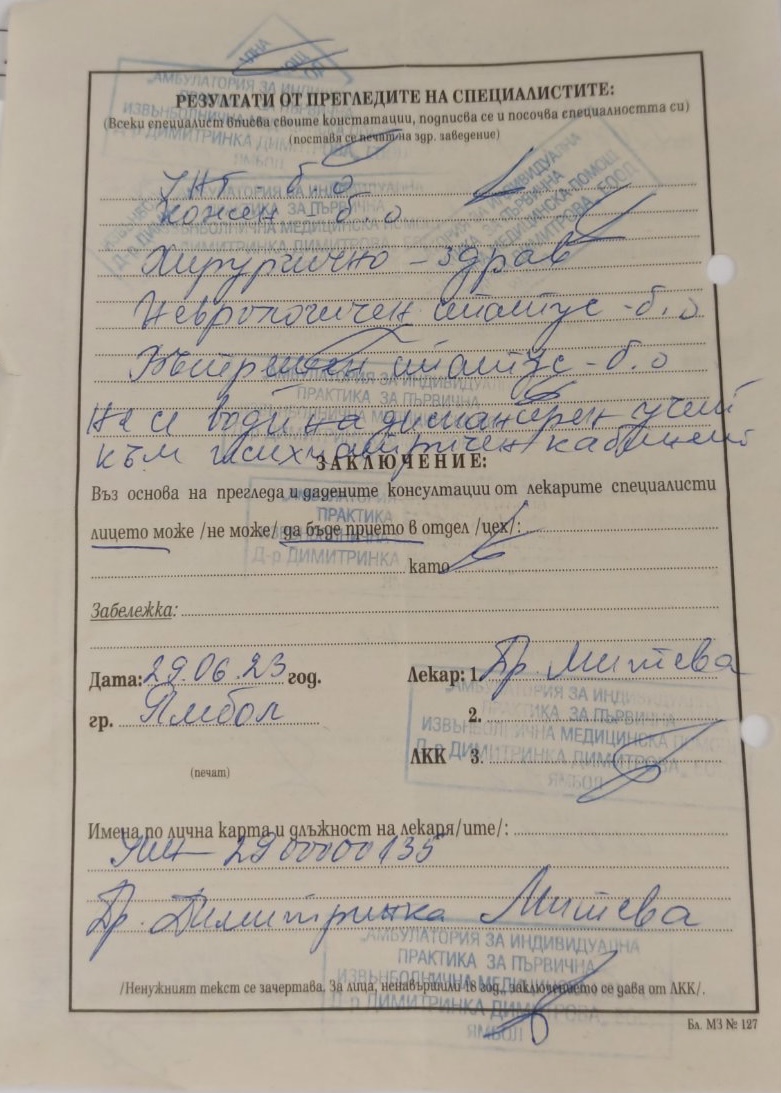 РЕЗУЛТАТИ ОТ ПРЕГЛЕДИТЕ НА СПЕЦИАЛИСТИТЕ:
(Всеки специалист вписва своите констатации, подписва се и посочва специалността си)
(поставя се печат на здр. заведение)
УНГ - б.о
Кожен б.о
Хирургично - здрав
Неврологичен статус - б.о
Вътрешен статус - б.о
Не се води на диспансерен учет
към психиатричен кабинет
ЗАКЛЮЧЕНИЕ:
Въз основа на прегледа и дадените консултации от лекарите специалисти
лицето може /не може/ да бъде прието в отдел /цех/:
като
Забележка:
Дата: 29.06.23 год. Лекар: 1. Др. Митева
гр. Ямбол 2.
ЛКК 3.
(печат)
Имена по лична карта и длъжност на лекаря/ите/:
УИН - 2900000135
Др. Димитринка Митева
АМБУЛАТОРИЯ ЗА ИНДИВИДУАЛНА
ПРАКТИКА ЗА ПЪРВИЧНА
ИЗВЪНБОЛНИЧНА МЕДИЦИНСКА
Д-р ДИМИТРИНКА ДИМИТРОВА
ЯМБОЛ
/Ненужният текст се зачертава. За лица, ненавършили 18 год., заключението се дава от ЛКК/.
Бл. МЗ № 127